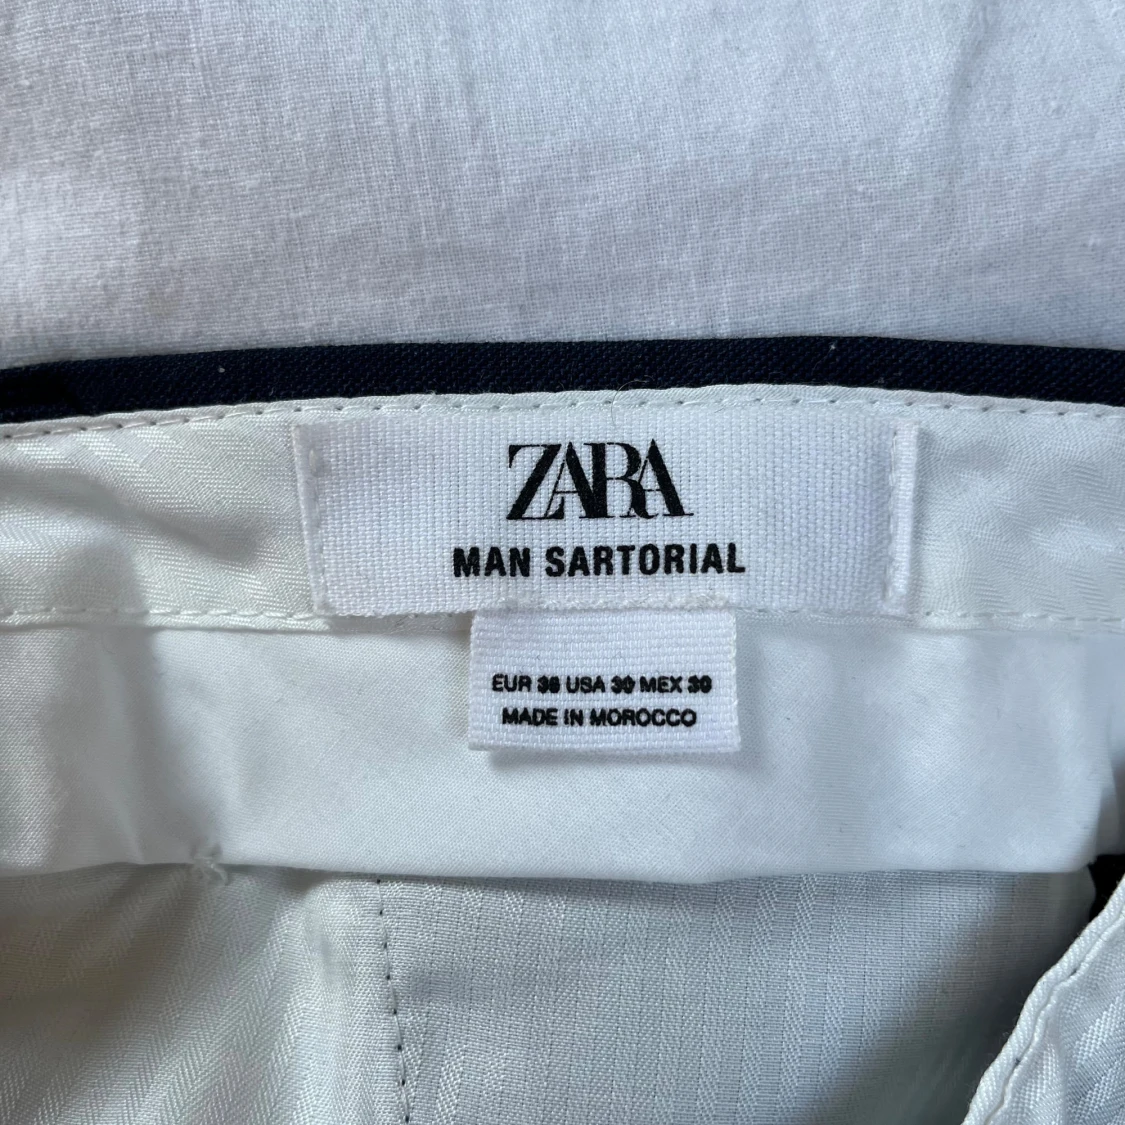 ZARA
MAN SARTORIAL
EUR 38 USA 30 MEX 30
MADE IN MOROCCO